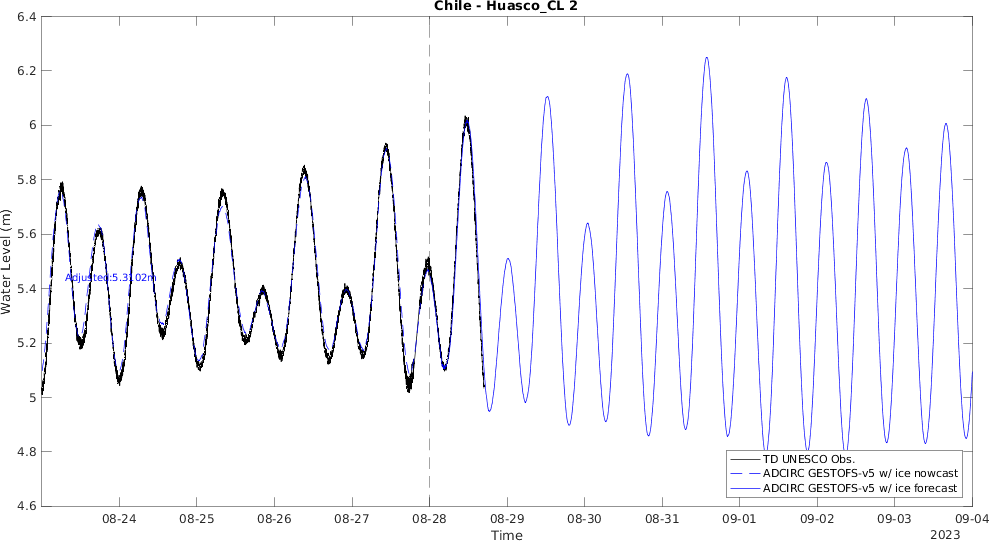 Chile - Huasco_CL 2
6.4
6.2
6
5.8
5.6
5.4
5.2
5
4.8
4.6
Water Level (m)
Adjusted:5.3702m
TD UNESCO Obs.
ADCIRC GESTOFS-v5 w/ ice nowcast
ADCIRC GESTOFS-v5 w/ ice forecast
08-24 08-25 08-26 08-27 08-28 08-29 08-30 08-31 09-01 09-02 09-03 09-04
Time
2023